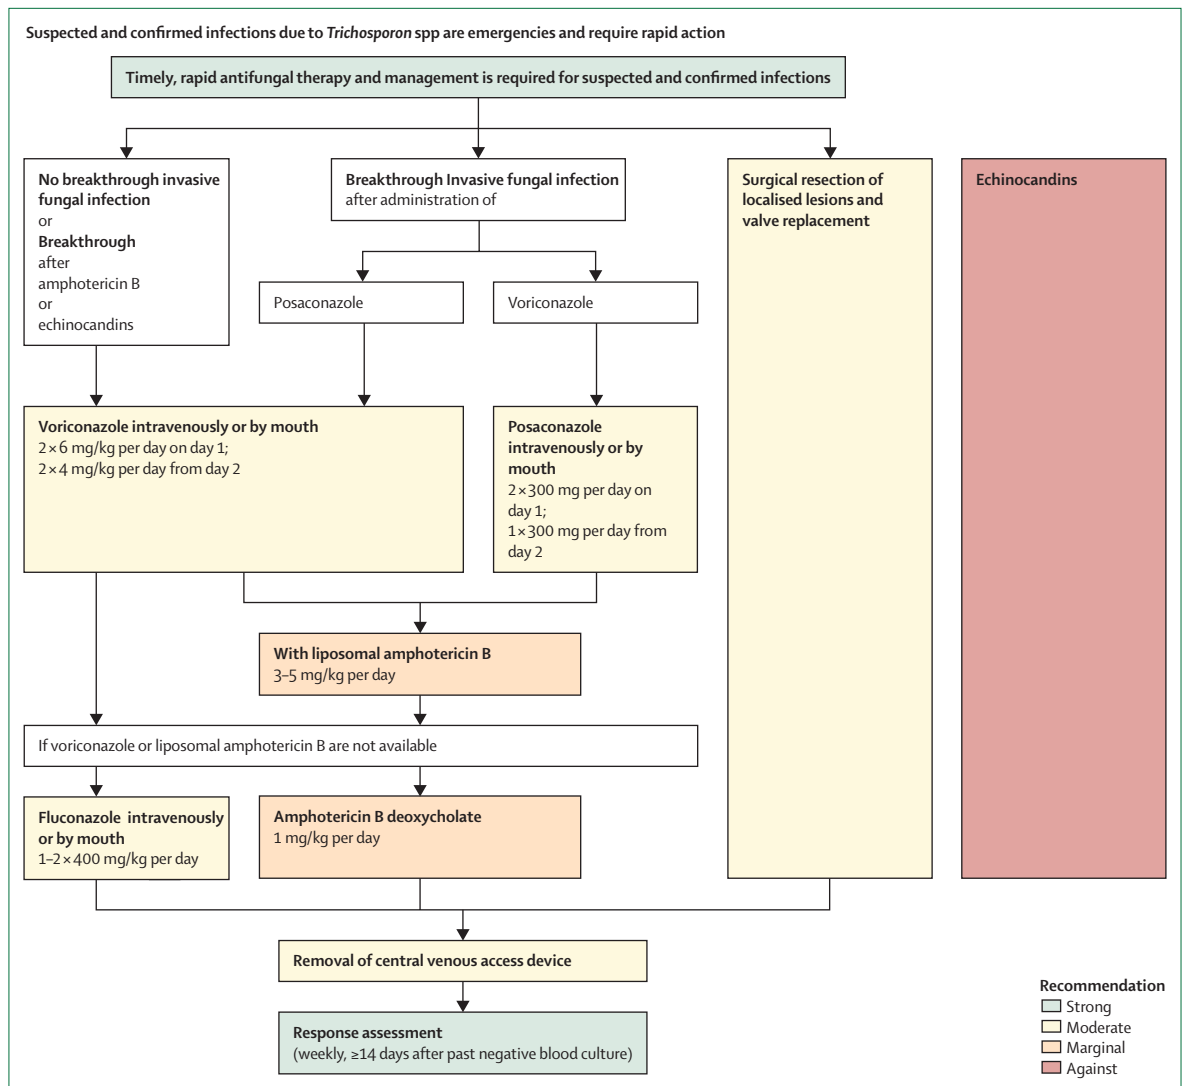 Suspected and confirmed infections due to Trichosporon spp are emergencies and require rapid action
Timely, rapid antifungal therapy and management is required for suspected and confirmed infections
No breakthrough invasive
fungal infection
or
Breakthrough
after
amphotericin B
or
echinocandins
Breakthrough Invasive fungal infection
after administration of
Posaconazole
Voriconazole
Surgical resection of
localised lesions and
valve replacement
Echinocandins
Voriconazole intravenously or by mouth
2 × 6 mg/kg per day on day 1;
2 × 4 mg/kg per day from day 2
Posaconazole
intravenously or by
mouth
2 × 300 mg per day on
day 1;
1 × 300 mg per day from
day 2
With liposomal amphotericin B
3–5 mg/kg per day
If voriconazole or liposomal amphotericin B are not available
Fluconazole intravenously
or by mouth
1–2 × 400 mg/kg per day
Amphotericin B deoxycholate
1 mg/kg per day
Removal of central venous access device
Response assessment
(weekly, ≥14 days after past negative blood culture)
Recommendation
Strong
Moderate
Marginal
Against